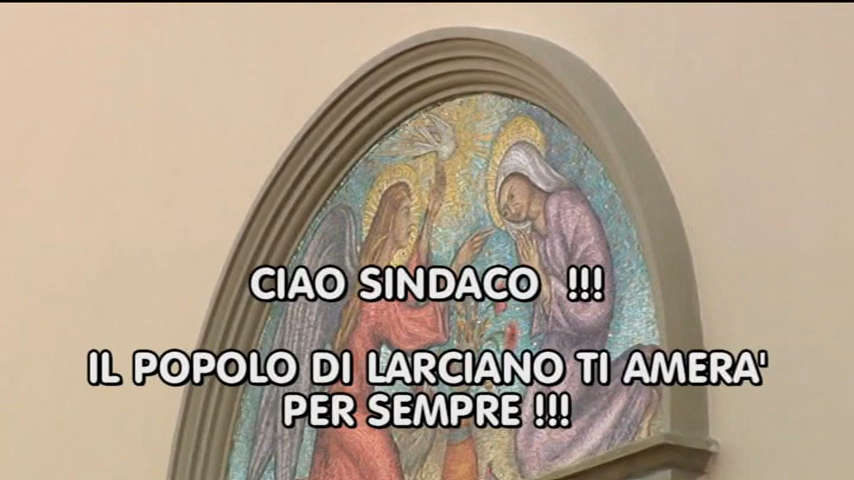 CIAO SINDACO !!!
IL POPOLO DI LARCIANO TI AMERA'
PER SEMPRE !!!